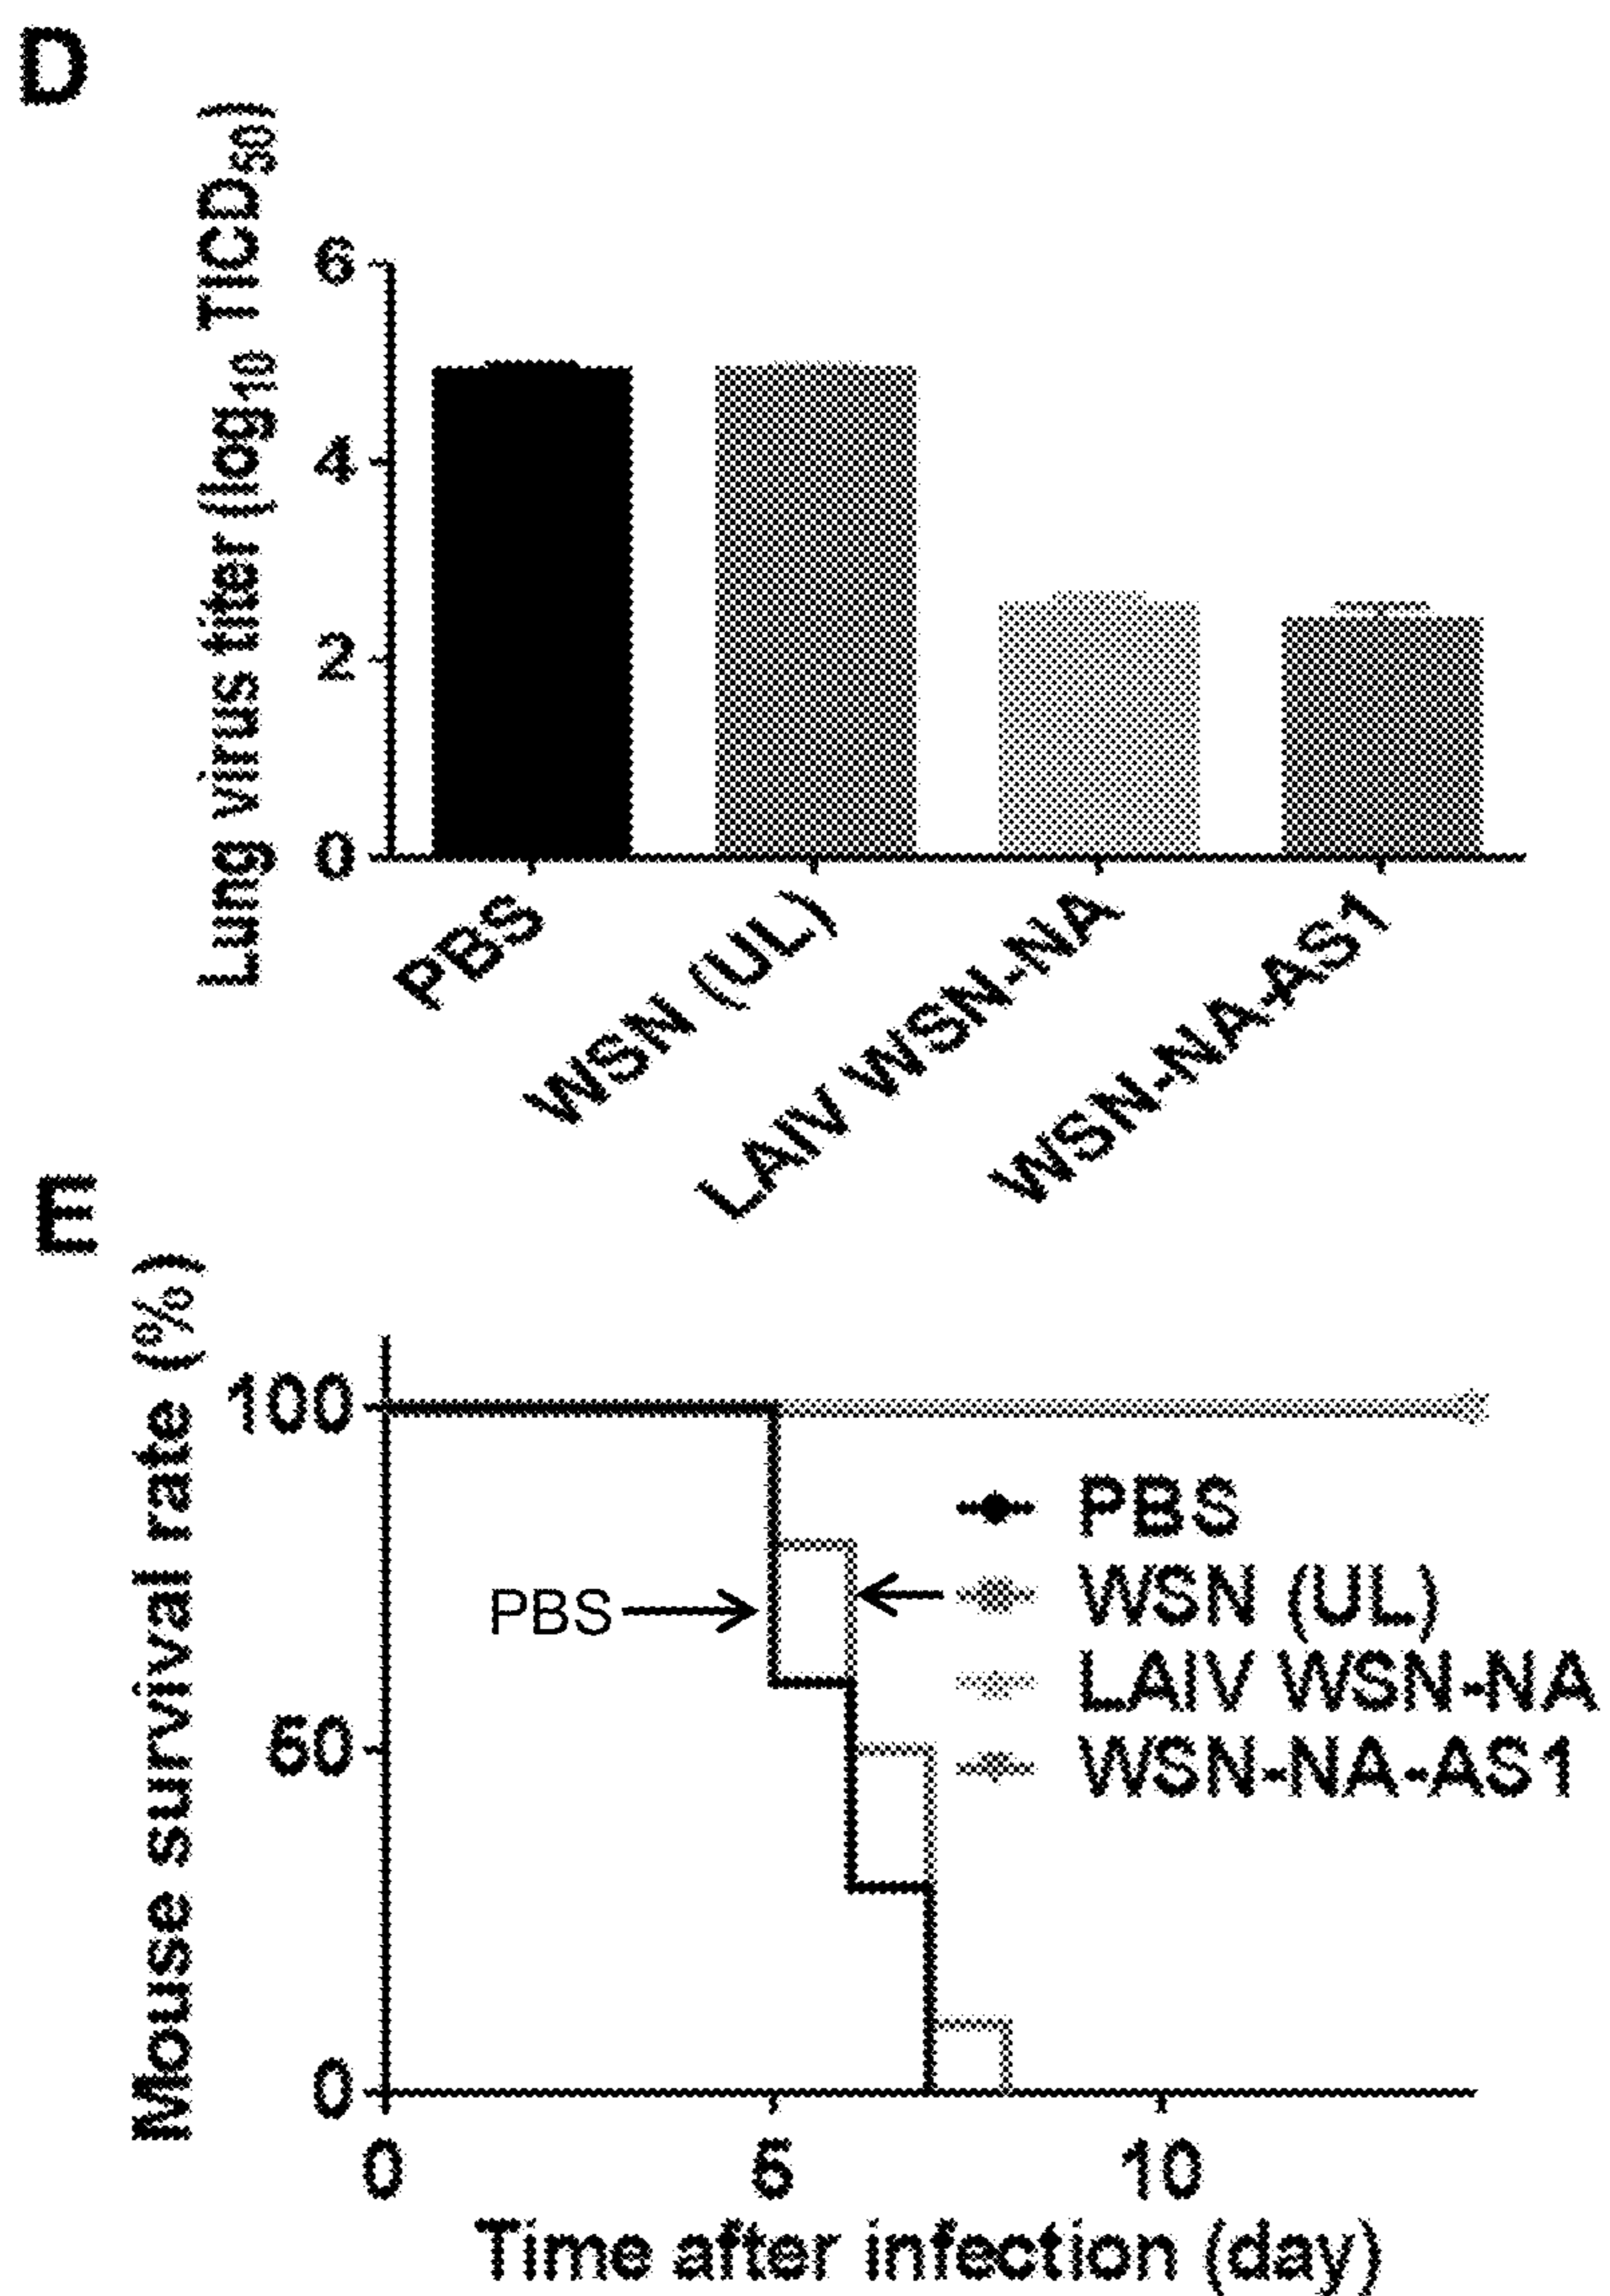 D
Lung virus titer (log10 TICD50)
6
4
2
0
PBS
WSN (UL)
LAIV WSN-NA
WSN-NA-AS1
E
Mouse survival rate (%)
100
50
0
PBS
PBS
WSN (UL)
LAIV WSN-NA
WSN-NA-AS1
0 5 10
Time after infection (day)